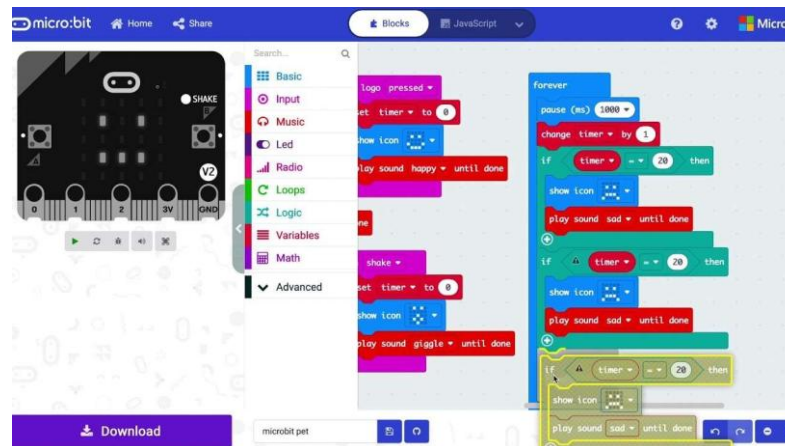 micro:bit Home Share Blocks JavaScript Micro
Search...
Basic
Input
Music
Led
Radio
Loops
Logic
Variables
Math
Advanced
SHAKE
V2
0 1 2 3V GND
logo pressed
set timer to 0
show icon
play sound happy until done
ne
shake
set timer to 0
show icon
play sound giggle until done
forever
pause (ms) 1000
change timer by 1
if timer = 20 then
show icon
play sound sad until done
if timer = 20 then
show icon
play sound sad until done
if timer = 20 then
show icon
play sound sad until done
Download
microbit pet